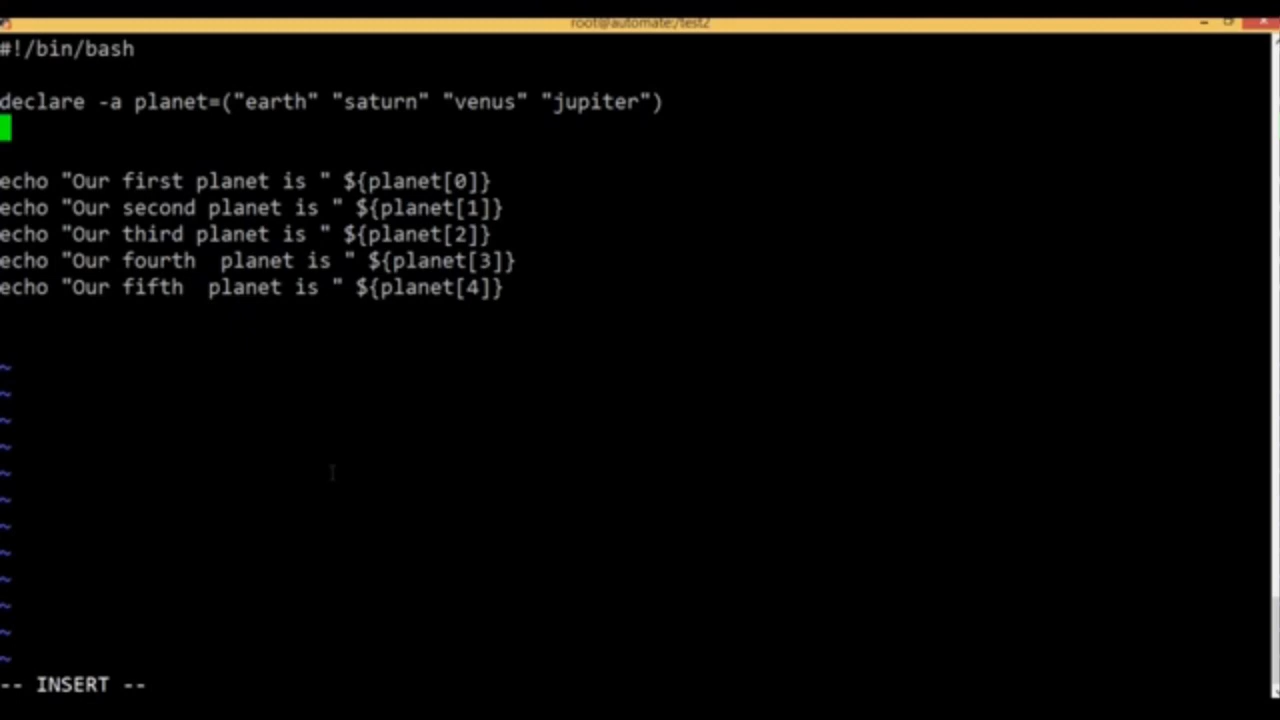 root@automate:/test2
#!/bin/bash
declare -a planet=("earth" "saturn" "venus" "jupiter")
echo "Our first planet is " ${planet[0]}
echo "Our second planet is " ${planet[1]}
echo "Our third planet is " ${planet[2]}
echo "Our fourth  planet is " ${planet[3]}
echo "Our fifth  planet is " ${planet[4]}
~
~
~
~
~
~
~
~
~
~
~
~
-- INSERT --